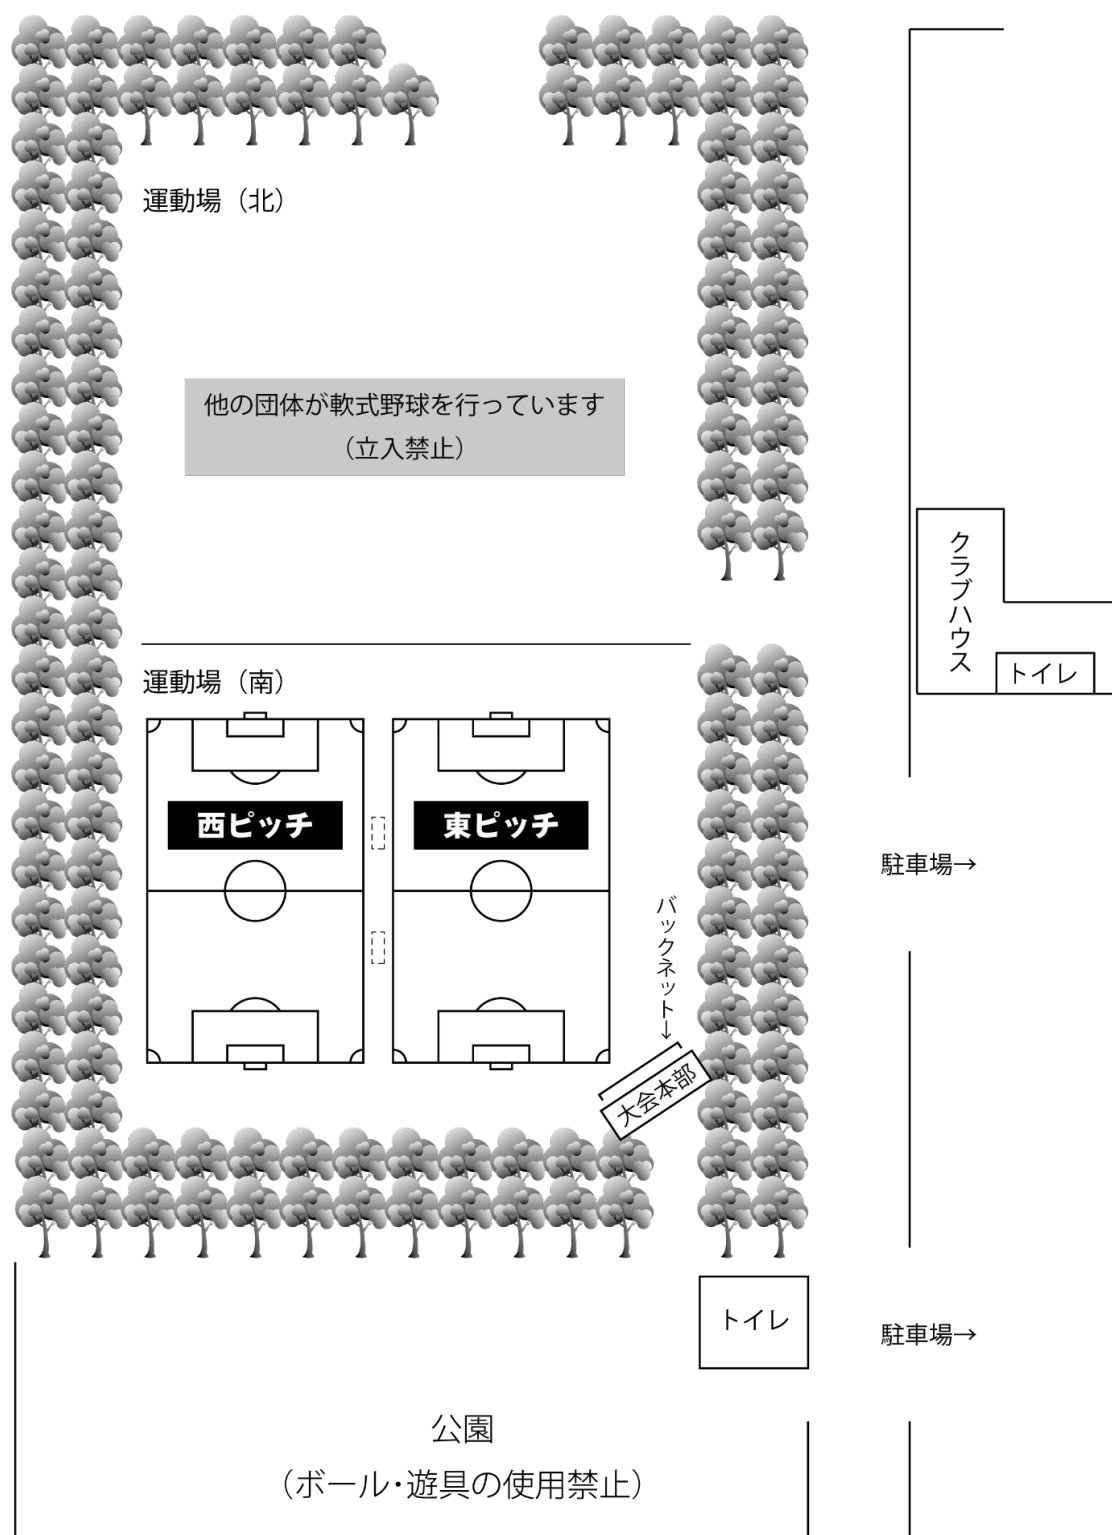 運動場（北）
他の団体が軟式野球を行っています
（立入禁止）
クラブハウス
トイレ
運動場（南）
西ピッチ
東ピッチ
駐車場→
バックネット→
大会本部
トイレ
駐車場→
公園
（ボール・遊具の使用禁止）